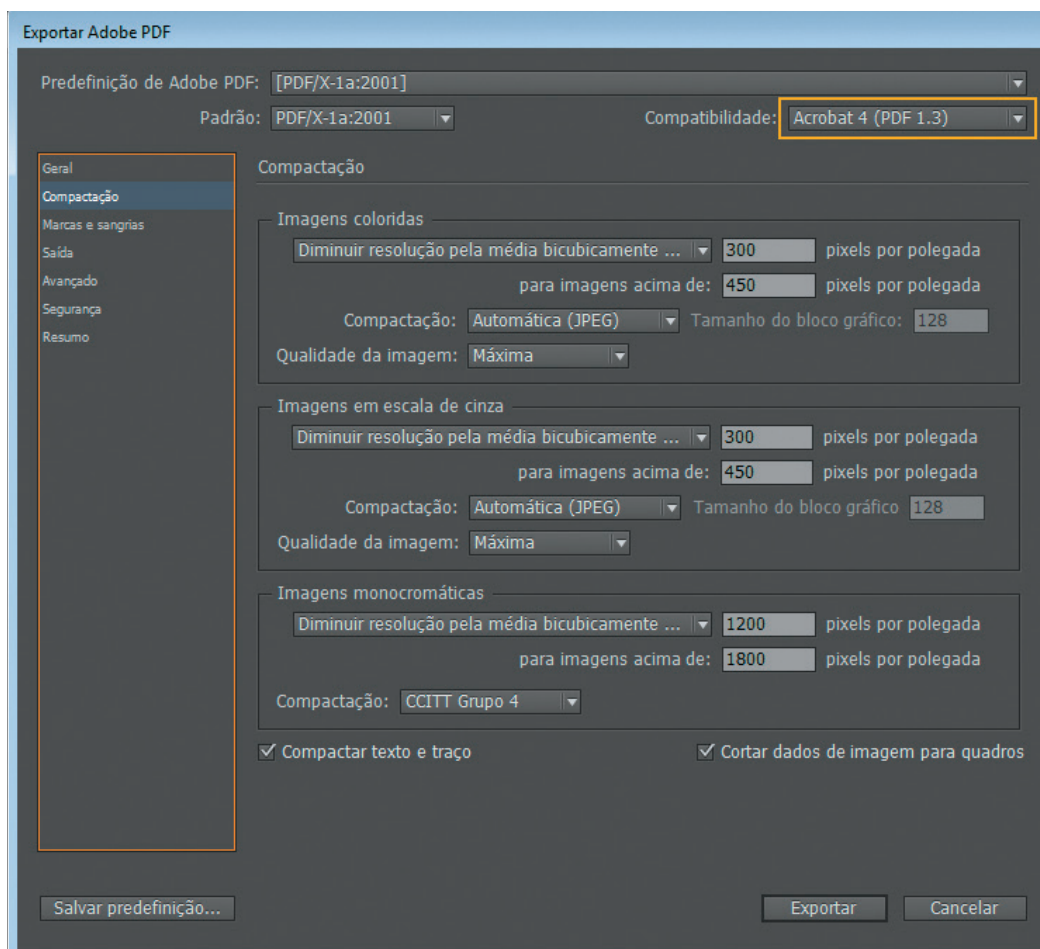 Exportar Adobe PDF
Predefinição de Adobe PDF: [PDF/X-1a:2001]
Padrão: PDF/X-1a:2001 Compatibilidade: Acrobat 4 (PDF 1.3)
Geral
Compactação
Marcas e sangrias
Saída
Avançado
Segurança
Resumo
Compactação
Imagens coloridas
Diminuir resolução pela média bicubicamente ... 300 pixels por polegada
para imagens acima de: 450 pixels por polegada
Compactação: Automática (JPEG) Tamanho do bloco gráfico: 128
Qualidade da imagem: Máxima
Imagens em escala de cinza
Diminuir resolução pela média bicubicamente ... 300 pixels por polegada
para imagens acima de: 450 pixels por polegada
Compactação: Automática (JPEG) Tamanho do bloco gráfico 128
Qualidade da imagem: Máxima
Imagens monocromáticas
Diminuir resolução pela média bicubicamente ... 1200 pixels por polegada
para imagens acima de: 1800 pixels por polegada
Compactação: CCITT Grupo 4
Compactar texto e traço Cortar dados de imagem para quadros
Salvar predefinição... Exportar Cancelar